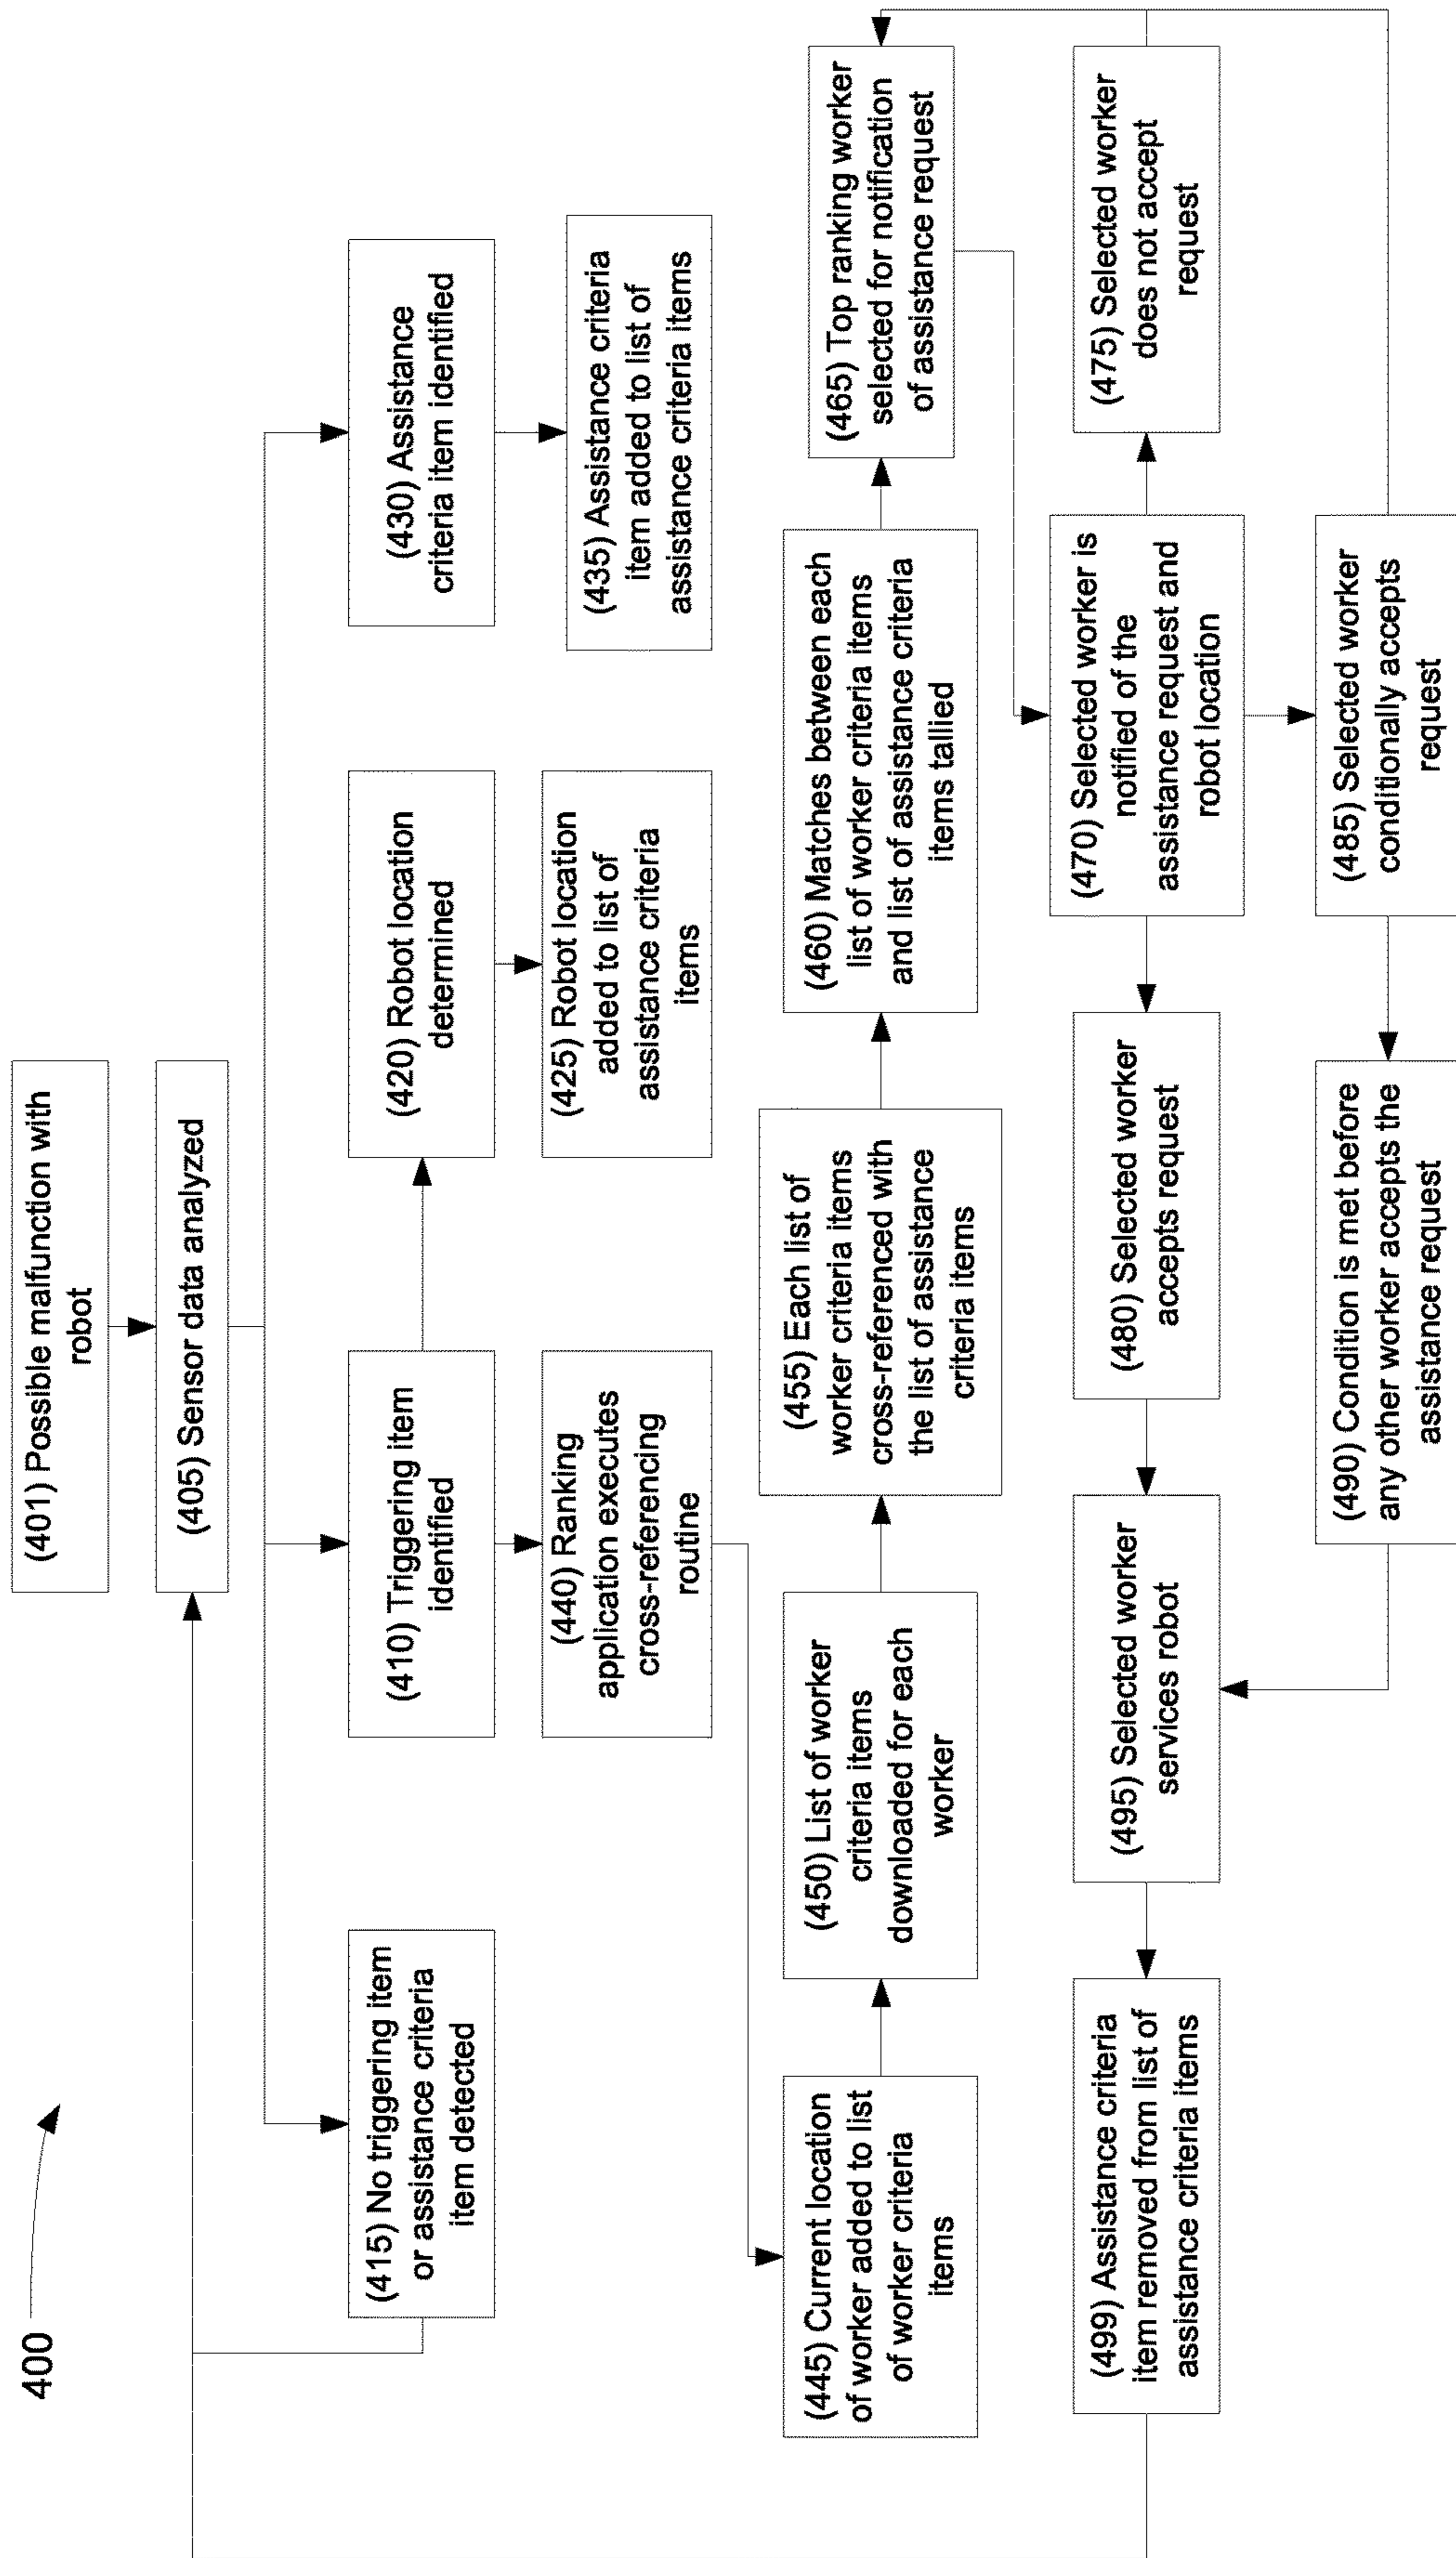 400
(401) Possible malfunction with
robot
(405) Sensor data analyzed
(415) No triggering item
or assistance criteria
item detected
(410) Triggering item
identified
(420) Robot location
determined
(430) Assistance
criteria item identified
(440) Ranking
application executes
cross-referencing
routine
(425) Robot location
added to list of
assistance criteria
items
(435) Assistance criteria
item added to list of
assistance criteria items
(445) Current location
of worker added to list
of worker criteria
items
(450) List of worker
criteria items
downloaded for each
worker
(455) Each list of
worker criteria items
cross-referenced with
the list of assistance
criteria items
(460) Matches between each
list of worker criteria items
and list of assistance criteria
items tallied
(465) Top ranking worker
selected for notification
of assistance request
(499) Assistance criteria
item removed from list of
assistance criteria items
(495) Selected worker
services robot
(480) Selected worker
accepts request
(470) Selected worker is
notified of the
assistance request and
robot location
(475) Selected worker
does not accept
request
(490) Condition is met before
any other worker accepts the
assistance request
(485) Selected worker
conditionally accepts
request